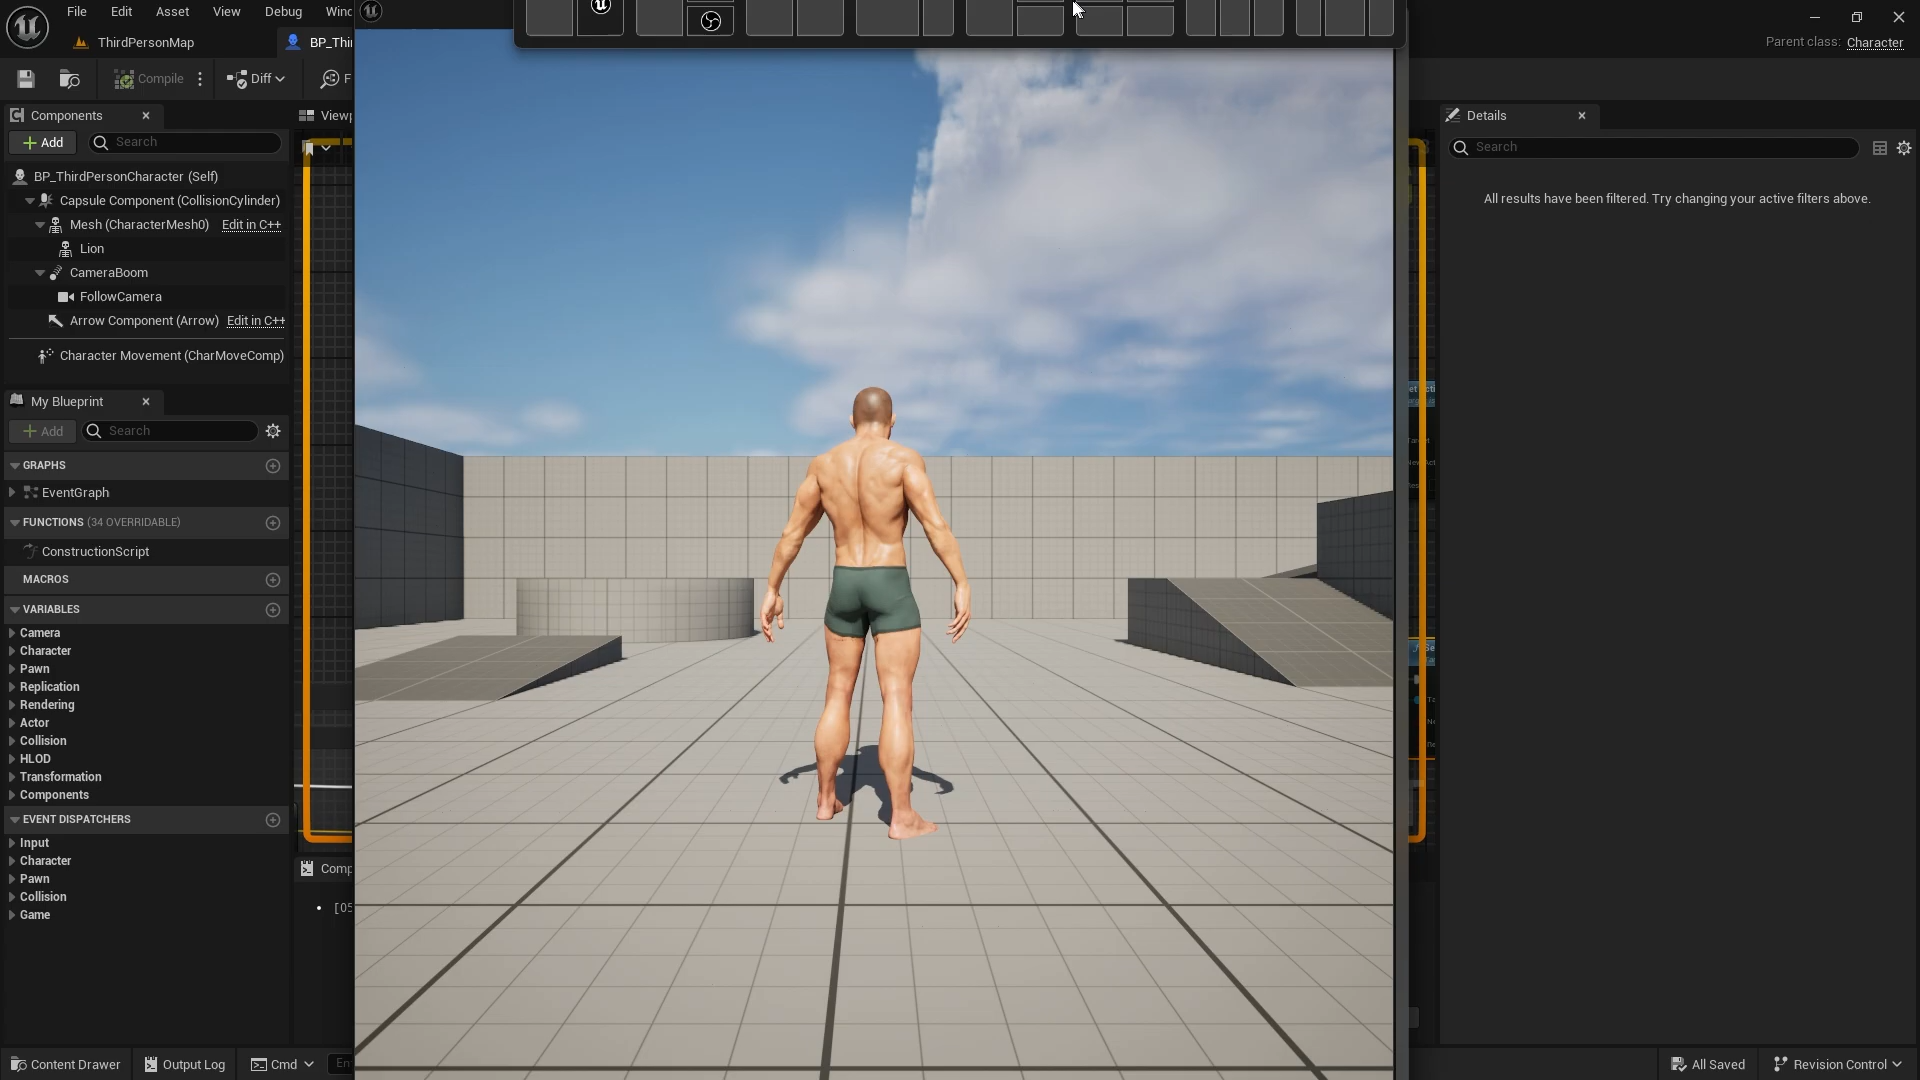 File Edit Asset View Debug
Parent class: Character
ThirdPersonMap
Compile
Diff
Components
Add
Search
BP_ThirdPersonCharacter (Self)
Capsule Component (CollisionCylinder)
Mesh (CharacterMesh0) Edit in C++
Lion
CameraBoom
FollowCamera
Arrow Component (Arrow) Edit in C++
Character Movement (CharMoveComp)
My Blueprint
Add
Search
GRAPHS
EventGraph
FUNCTIONS (34 OVERRIDABLE)
ConstructionScript
MACROS
VARIABLES
Camera
Character
Pawn
Replication
Rendering
Actor
Collision
HLOD
Transformation
Components
EVENT DISPATCHERS
Input
Character
Pawn
Collision
Game
Details
Search
All results have been filtered. Try changing your active filters above.
Content Drawer
Output Log
Cmd
All Saved
Revision Control